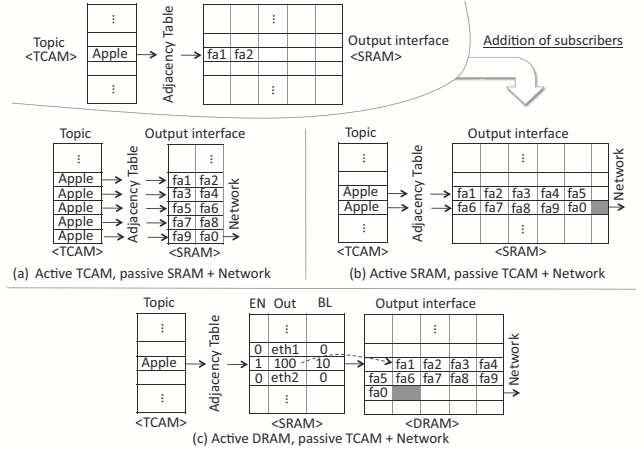 Topic
<TCAM>
⋮
Apple
⋮
Adjacency Table
⋮
fa1 fa2
⋮
Output interface
<SRAM>
Addition of subscribers
Topic
⋮
Apple
Apple
Apple
Apple
Apple
<TCAM>
Adjacency Table
Output interface
⋮
fa1 fa2
fa3 fa4
fa5 fa6
fa7 fa8
fa9 fa0
<SRAM>
Network
(a) Active TCAM, passive SRAM + Network
Topic
⋮
Apple
Apple
⋮
<TCAM>
Adjacency Table
Output interface
⋮
fa1 fa2 fa3 fa4 fa5
fa6 fa7 fa8 fa9 fa0
⋮
<SRAM>
Network
(b) Active SRAM, passive TCAM + Network
Topic
⋮
Apple
⋮
<TCAM>
Adjacency Table
EN Out BL
⋮
0 eth1 0
1 100 10
0 eth2 0
⋮
<SRAM>
Output interface
⋮
fa1 fa2 fa3 fa4
fa5 fa6 fa7 fa8 fa9
fa0
<DRAM>
Network
(c) Active DRAM, passive TCAM + Network